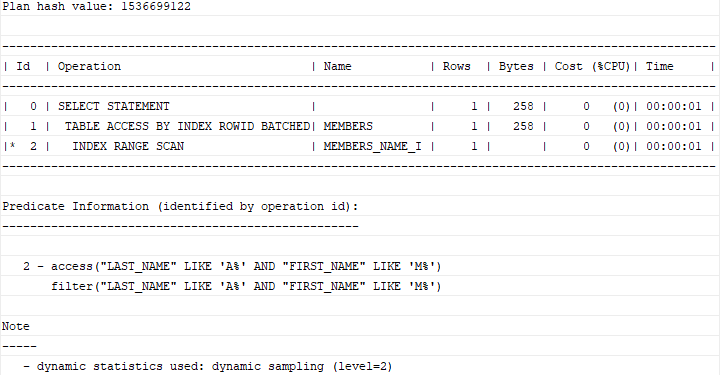 Plan hash value: 1536699122
------------------------------------------------------------------------------------------------------
| Id  | Operation                           | Name           | Rows  | Bytes | Cost (%CPU)| Time     |
------------------------------------------------------------------------------------------------------
|   0 | SELECT STATEMENT                    |                |     1 |   258 |     0   (0)| 00:00:01 |
|   1 |  TABLE ACCESS BY INDEX ROWID BATCHED| MEMBERS        |     1 |   258 |     0   (0)| 00:00:01 |
|*  2 |   INDEX RANGE SCAN                  | MEMBERS_NAME_I |     1 |       |     0   (0)| 00:00:01 |
------------------------------------------------------------------------------------------------------
Predicate Information (identified by operation id):
---------------------------------------------------
   2 - access("LAST_NAME" LIKE 'A%' AND "FIRST_NAME" LIKE 'M%')
       filter("LAST_NAME" LIKE 'A%' AND "FIRST_NAME" LIKE 'M%')
Note
-----
   - dynamic statistics used: dynamic sampling (level=2)